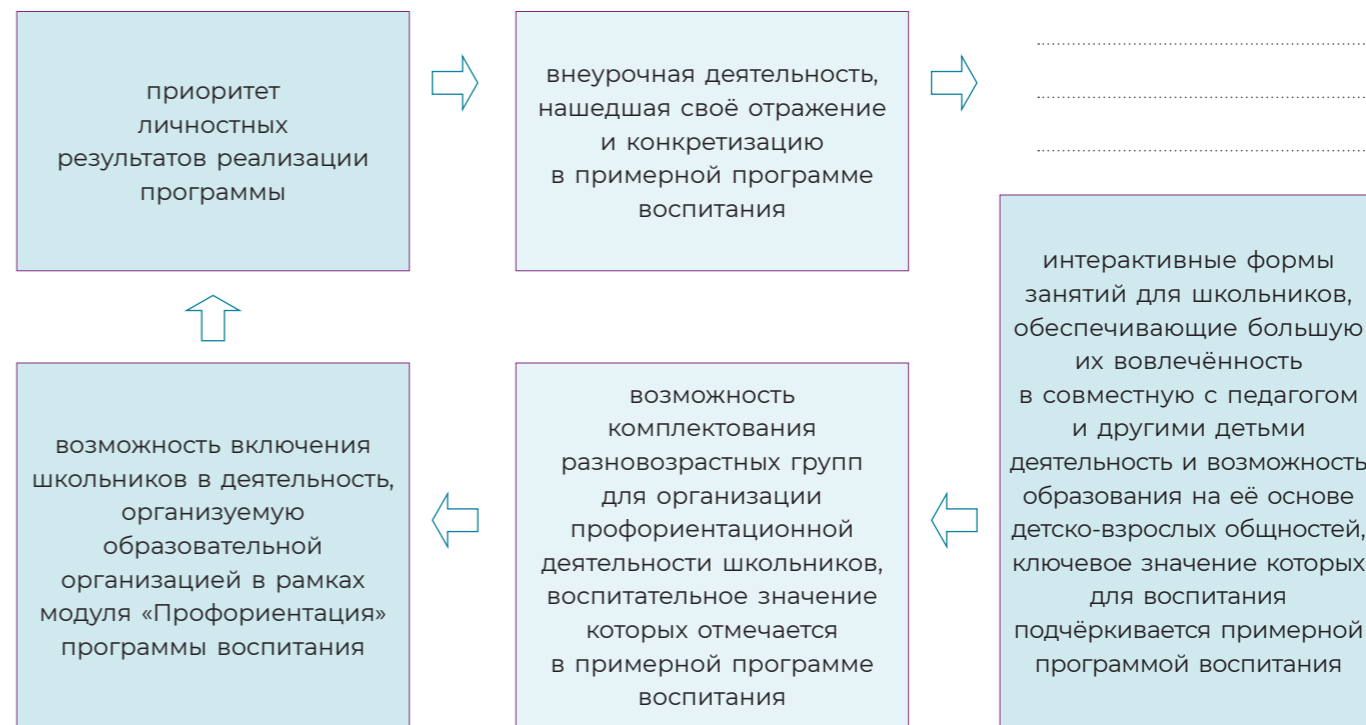 приоритет
личностных
результатов реализации
программы
внеурочная деятельность,
нашедшая своё отражение
и конкретизацию
в примерной программе
воспитания
интерактивные формы
занятий для школьников,
обеспечивающие большую
их вовлечённость
в совместную с педагогом
и другими детьми
деятельность и возможность
образования на её основе
детско-взрослых общностей,
ключевое значение которых
для воспитания
подчёркивается примерной
программой воспитания
возможность
комплектования
разновозрастных групп
для организации
профориентационной
деятельности школьников,
воспитательное значение
которых отмечается
в примерной программе
воспитания
возможность включения
школьников в деятельность,
организуемую
образовательной
организацией в рамках
модуля «Профориентация»
программы воспитания